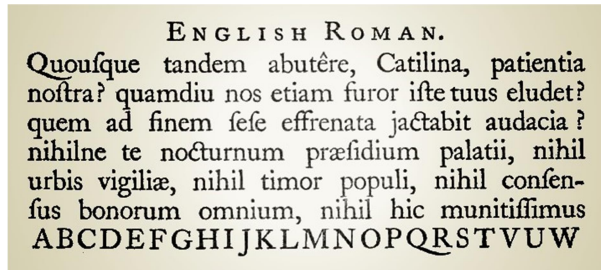 ENGLISH ROMAN.
Quouſque tandem abutêre, Catilina, patientia
noſtra? quamdiu nos etiam furor iſte tuus eludet?
quem ad finem ſeſe effrenata jactabit audacia ?
nihilne te nocturnum præſidium palatii, nihil
urbis vigiliæ, nihil timor populi, nihil conſen-
ſus bonorum omnium, nihil hic munitiſſimus
ABCDEFGHIJKLMNOPQRSTVUW